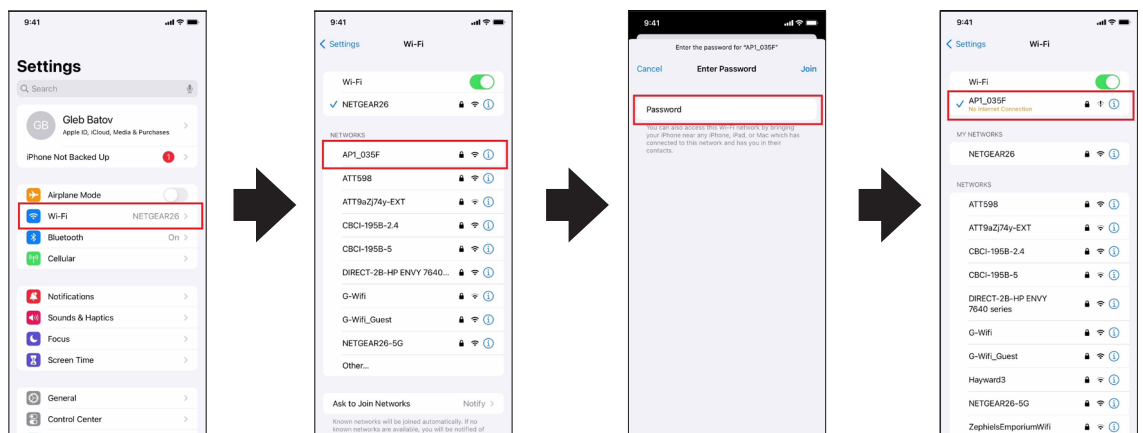 9:41
Settings
Search
GB
Gleb Batov
Apple ID, iCloud, Media & Purchases
iPhone Not Backed Up
1
Airplane Mode
Wi-Fi
NETGEAR26
Bluetooth
On
Cellular
Notifications
Sounds & Haptics
Focus
Screen Time
General
Control Center
9:41
Settings
Wi-Fi
Wi-Fi
NETGEAR26
NETWORKS
AP1_035F
ATT598
ATT9aZj74y-EXT
CBCI-195B-2.4
CBCI-195B-5
DIRECT-2B-HP ENVY 7640...
G-Wifi
G-Wifi_Guest
NETGEAR26-5G
Other...
Ask to Join Networks
Notify
Known networks will be joined automatically. If no
known networks are available, you will be notified of
9:41
Enter the password for "AP1_035F"
Cancel
Enter Password
Join
Password
You can also access this Wi-Fi network by bringing
your iPhone near any iPhone, iPad, or Mac which has
connected to this network and has you in their
contacts.
9:41
Settings
Wi-Fi
Wi-Fi
AP1_035F
No Internet Connection
MY NETWORKS
NETGEAR26
NETWORKS
ATT598
ATT9aZj74y-EXT
CBCI-195B-2.4
CBCI-195B-5
DIRECT-2B-HP ENVY
7640 series
G-Wifi
G-Wifi_Guest
Hayward3
NETGEAR26-5G
ZephielsEmporiumWifi